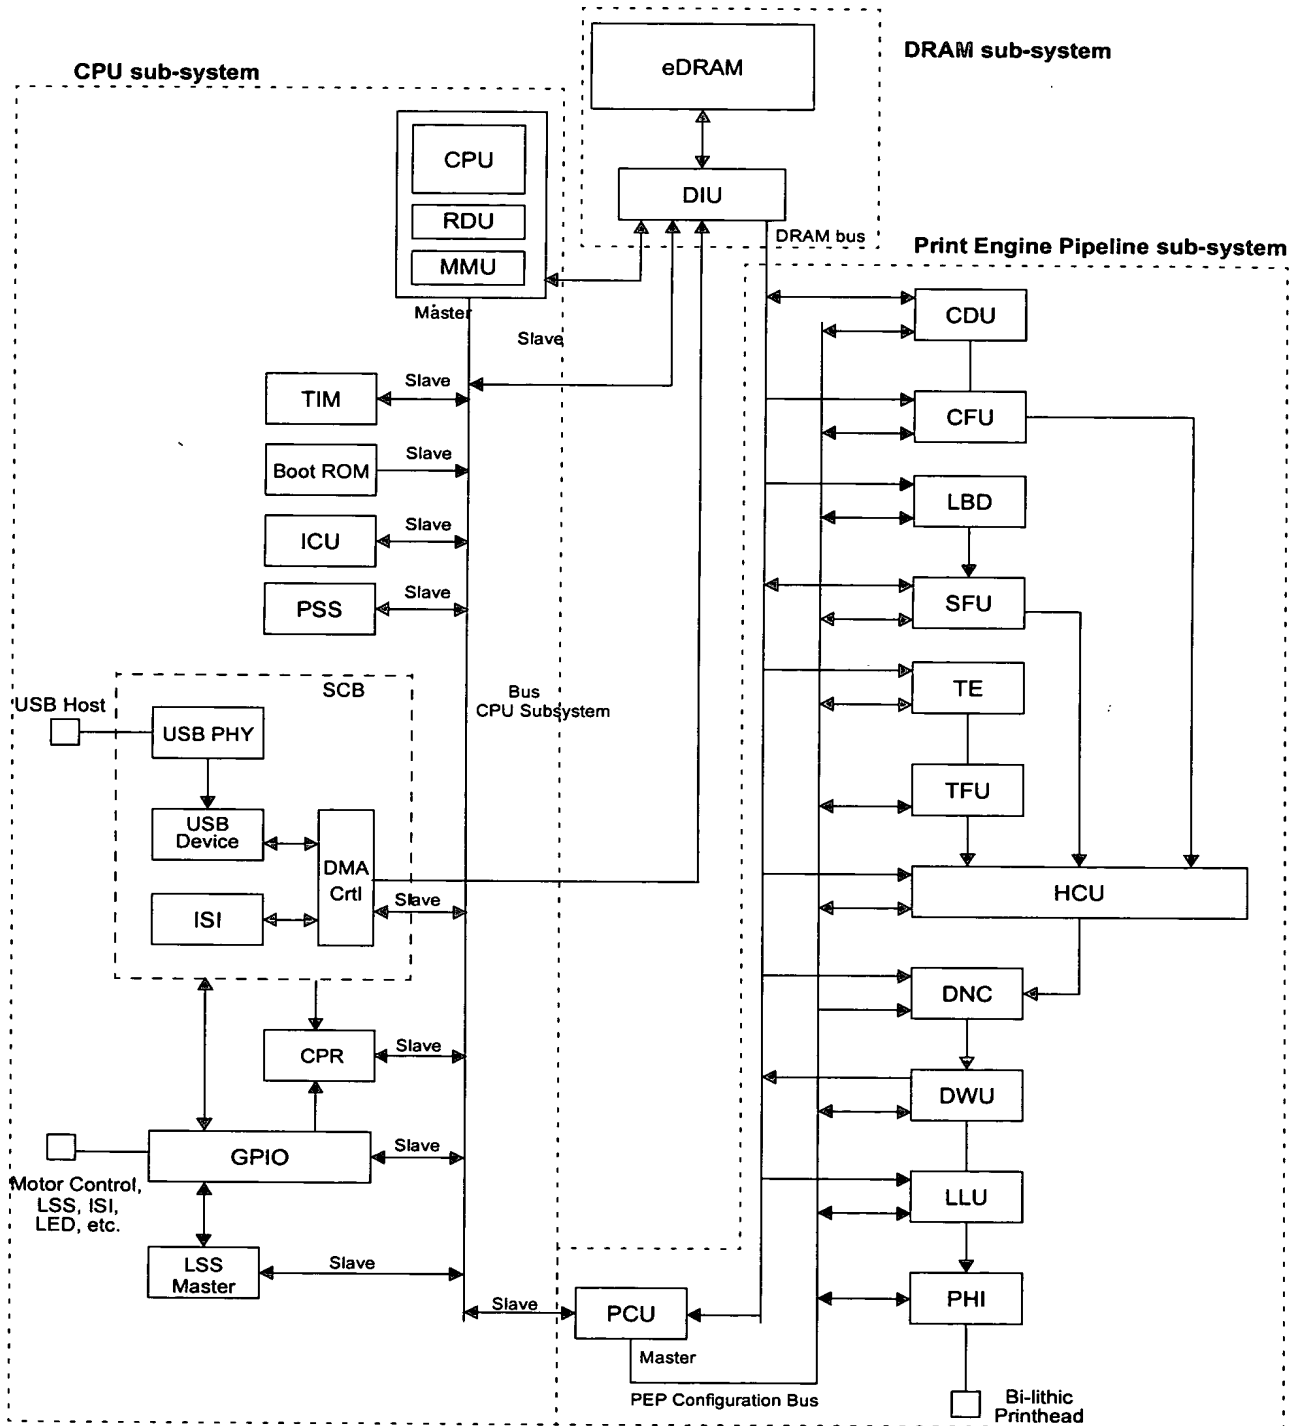 DRAM sub-system
CPU sub-system
eDRAM
CPU
RDU
MMU
DIU
DRAM bus
Print Engine Pipeline sub-system
Master
Slave
CDU
TIM
Slave
CFU
Boot ROM
Slave
LBD
ICU
Slave
PSS
Slave
SFU
SCB
TE
USB Host
Bus
CPU Subsystem
USB PHY
TFU
USB
Device
DMA
Crtl
Slave
HCU
ISI
DNC
CPR
Slave
DWU
GPIO
Slave
Motor Control,
LSS, ISI,
LED, etc.
LLU
LSS
Master
Slave
Slave
PCU
PHI
Master
PEP Configuration Bus
Bi-lithic
Printhead